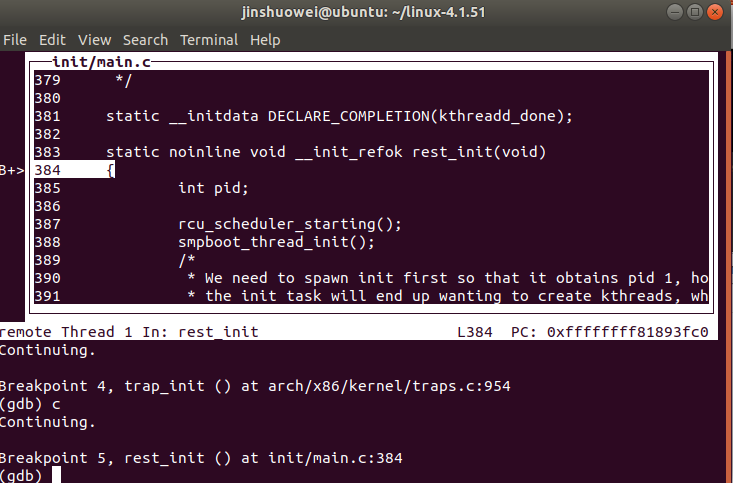 jinshuowei@ubuntu: ~/linux-4.1.51
File Edit View Search Terminal Help
init/main.c
379 */
380
381 static __initdata DECLARE_COMPLETION(kthreadd_done);
382
383 static noinline void __init_refok rest_init(void)
B+> 384 {
385 int pid;
386
387 rcu_scheduler_starting();
388 smpboot_thread_init();
389 /*
390 * We need to spawn init first so that it obtains pid 1, ho
391 * the init task will end up wanting to create kthreads, wh
remote Thread 1 In: rest_init L384 PC: 0xffffffff81893fc0
Continuing.
Breakpoint 4, trap_init () at arch/x86/kernel/traps.c:954
(gdb) c
Continuing.
Breakpoint 5, rest_init () at init/main.c:384
(gdb)